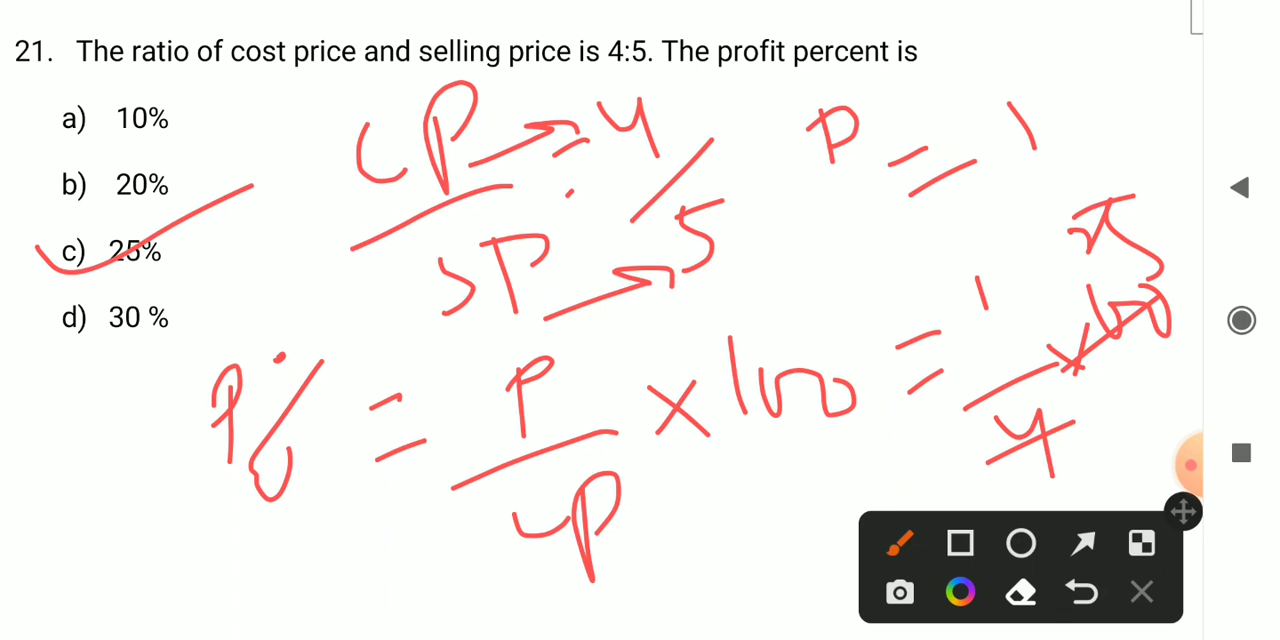 21. The ratio of cost price and selling price is 4:5. The profit percent is
a) 10%
b) 20%
c) 25%
d) 30 %
CP → = 4
SP → 5
P = 1
P% = P / CP × 100 = 1 / 4 × 100
25